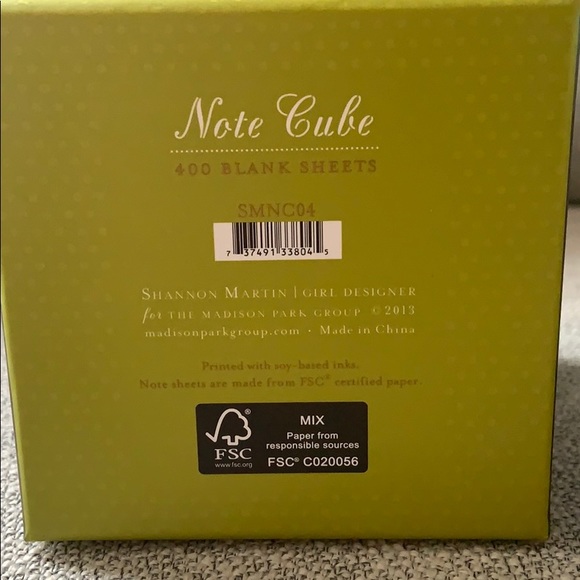 Note Cube
400 BLANK SHEETS
SMNC04
7 37491 33804 5
SHANNON MARTIN | GIRL DESIGNER
for THE MADISON PARK GROUP © 2013
madisonparkgroup.com · Made in China
Printed with soy-based inks.
Note sheets are made from FSC® certified paper.
FSC
www.fsc.org
MIX
Paper from
responsible sources
FSC® C020056